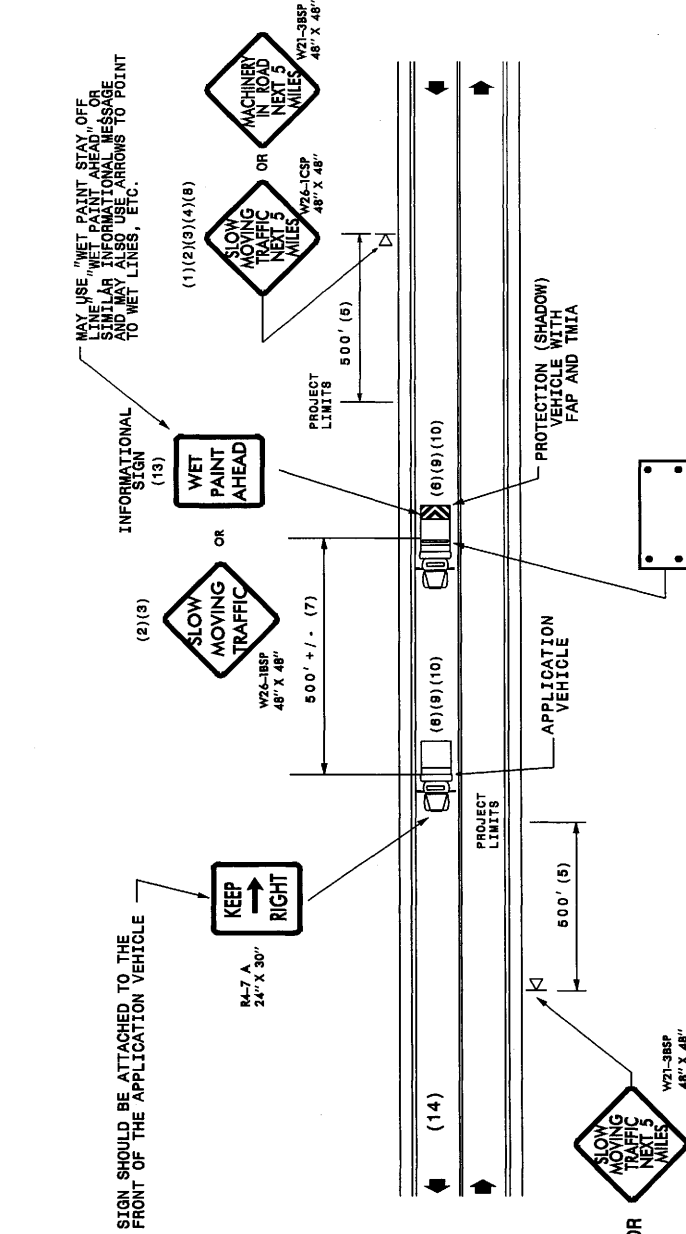 SIGN SHOULD BE ATTACHED TO THE
FRONT OF THE APPLICATION VEHICLE
KEEP
RIGHT
R4-7 A
24" X 30"
INFORMATIONAL
SIGN
(13)
WET
PAINT
AHEAD
MAY USE "WET PAINT STAY OFF
LINE," "WET PAINT AHEAD", OR
SIMILAR INFORMATIONAL MESSAGE
AND MAY ALSO USE ARROWS TO POINT
TO WET LINES, ETC.
(2)(3)
SLOW
MOVING
TRAFFIC
OR
W26-1BSP
48" X 48"
(1)(2)(3)(4)(8)
SLOW
MOVING
TRAFFIC
NEXT 5
MILES
W26-1CSP
48" X 48"
OR
MACHINERY
IN ROAD
NEXT 5
MILES
W21-3BSP
48" X 48"
500' +/- (7)
PROJECT
LIMITS
500' (5)
(14)
(6)(9)(10)
(6)(9)(10)
PROJECT
LIMITS
500' (5)
APPLICATION
VEHICLE
PROTECTION (SHADOW)
VEHICLE WITH
FAP AND TMIA
SLOW
MOVING
TRAFFIC
NEXT 5
MILES
W21-3BSP
48" X 48"
OR